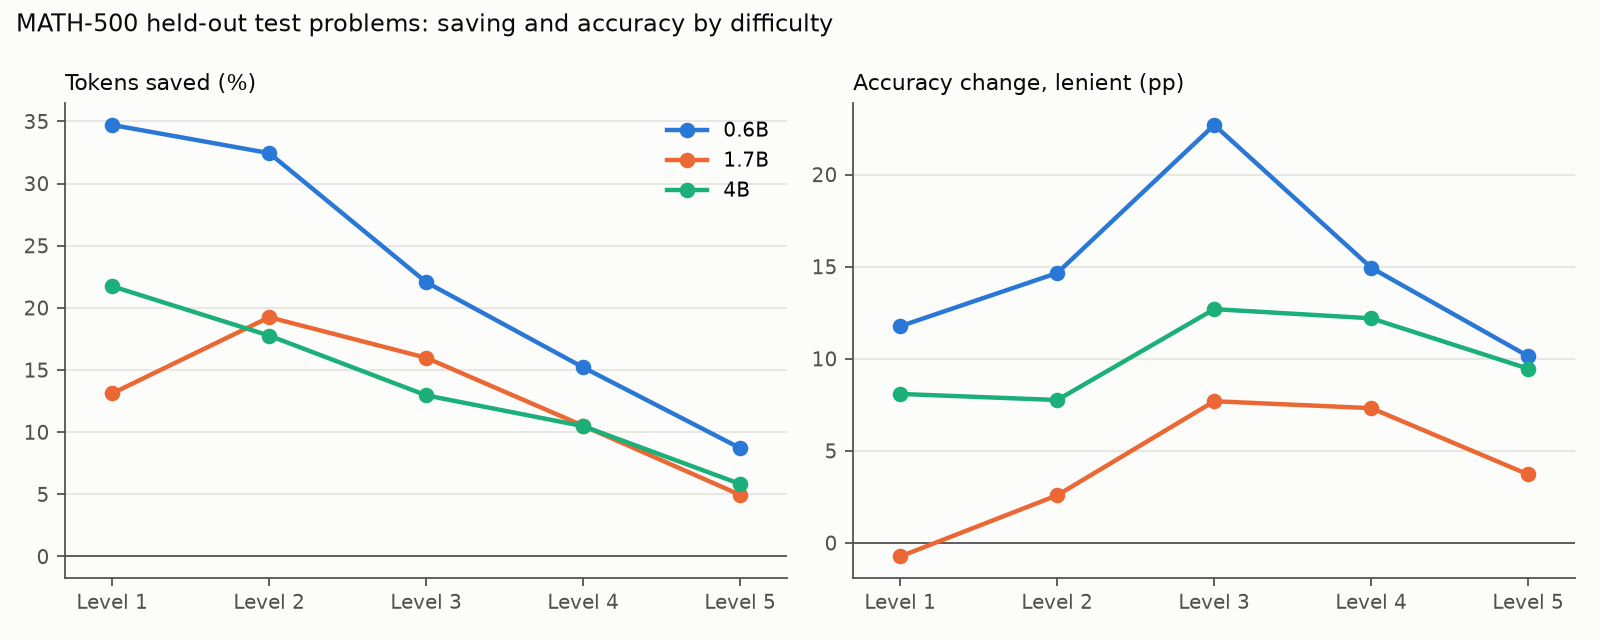 MATH-500 held-out test problems: saving and accuracy by difficulty
Tokens saved (%)
35
30
25
20
15
10
5
0
Level 1 Level 2 Level 3 Level 4 Level 5
0.6B
1.7B
4B
Accuracy change, lenient (pp)
20
15
10
5
0
Level 1 Level 2 Level 3 Level 4 Level 5